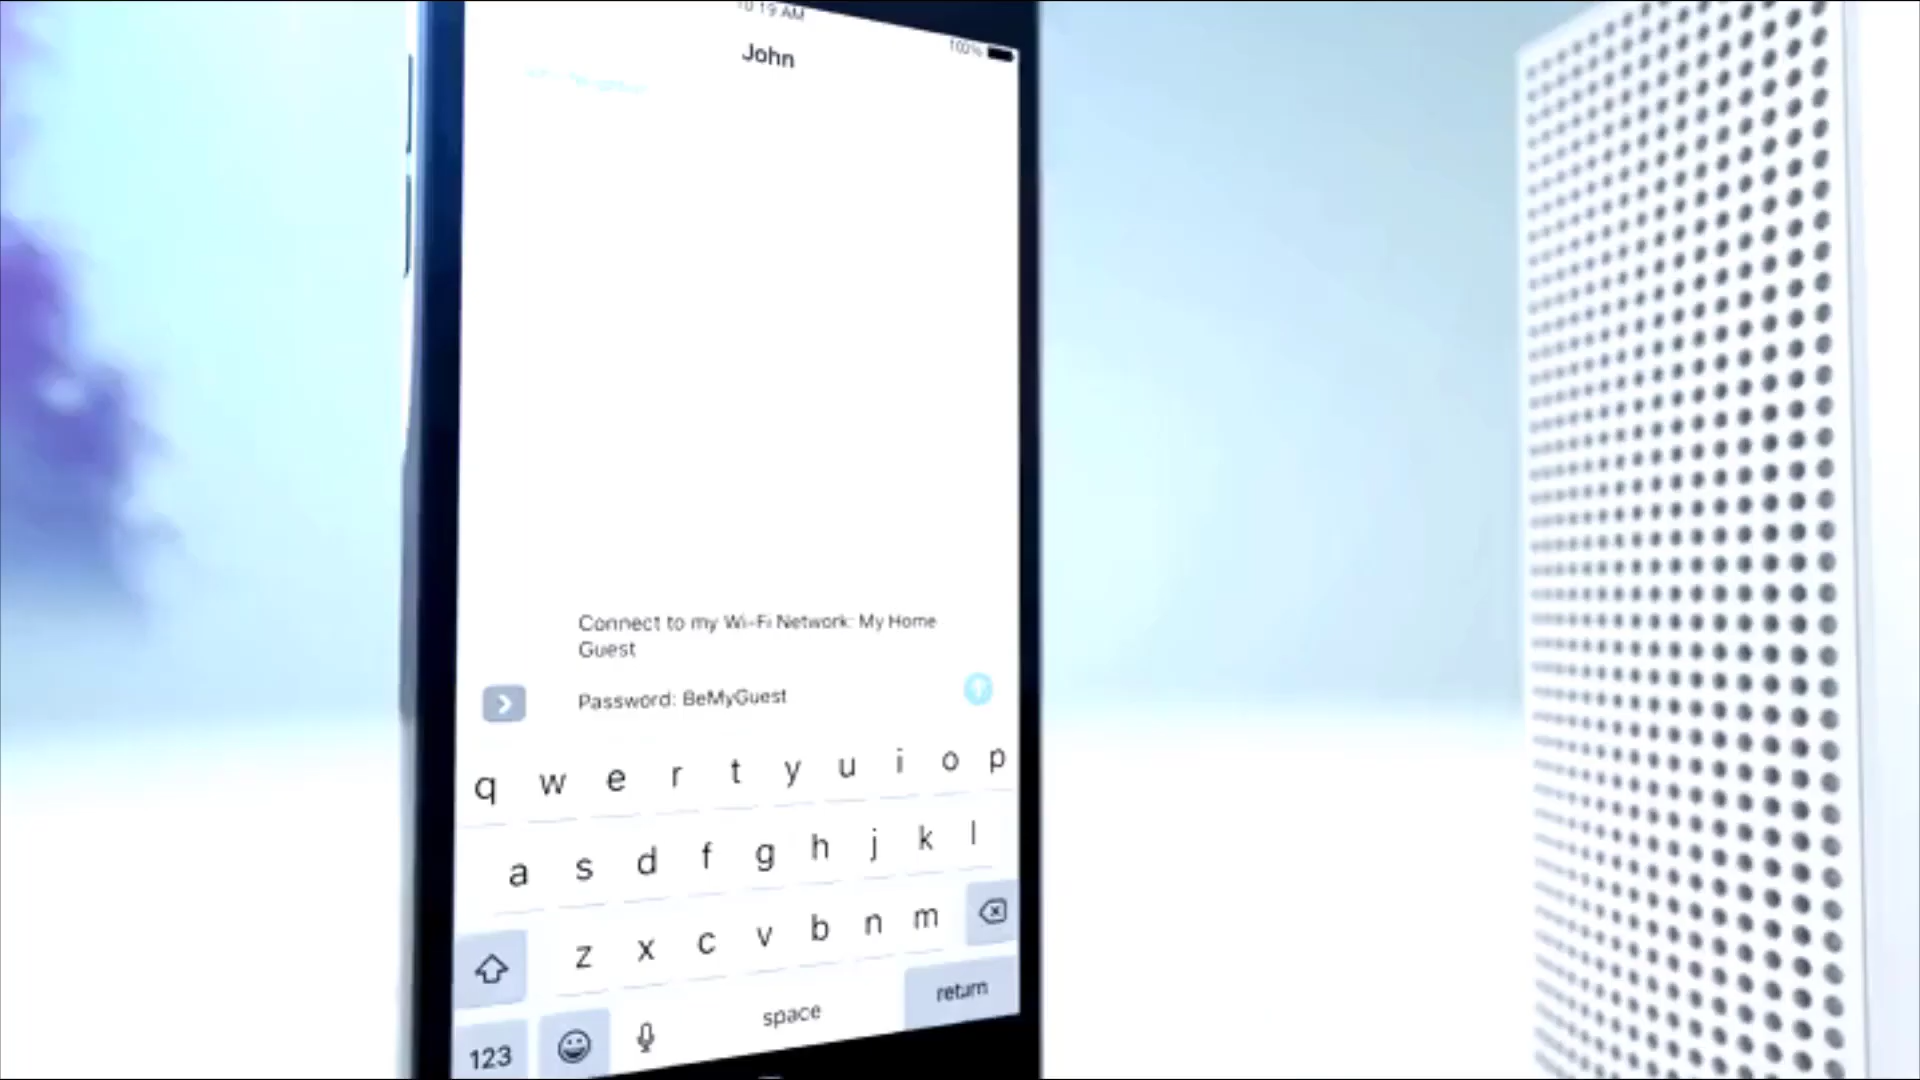 10:19 AM
100%
John
Connect to my Wi-Fi Network: My Home
Guest
Password: BeMyGuest
q w e r t y u i o p
a s d f g h j k l
z x c v b n m
123 space return